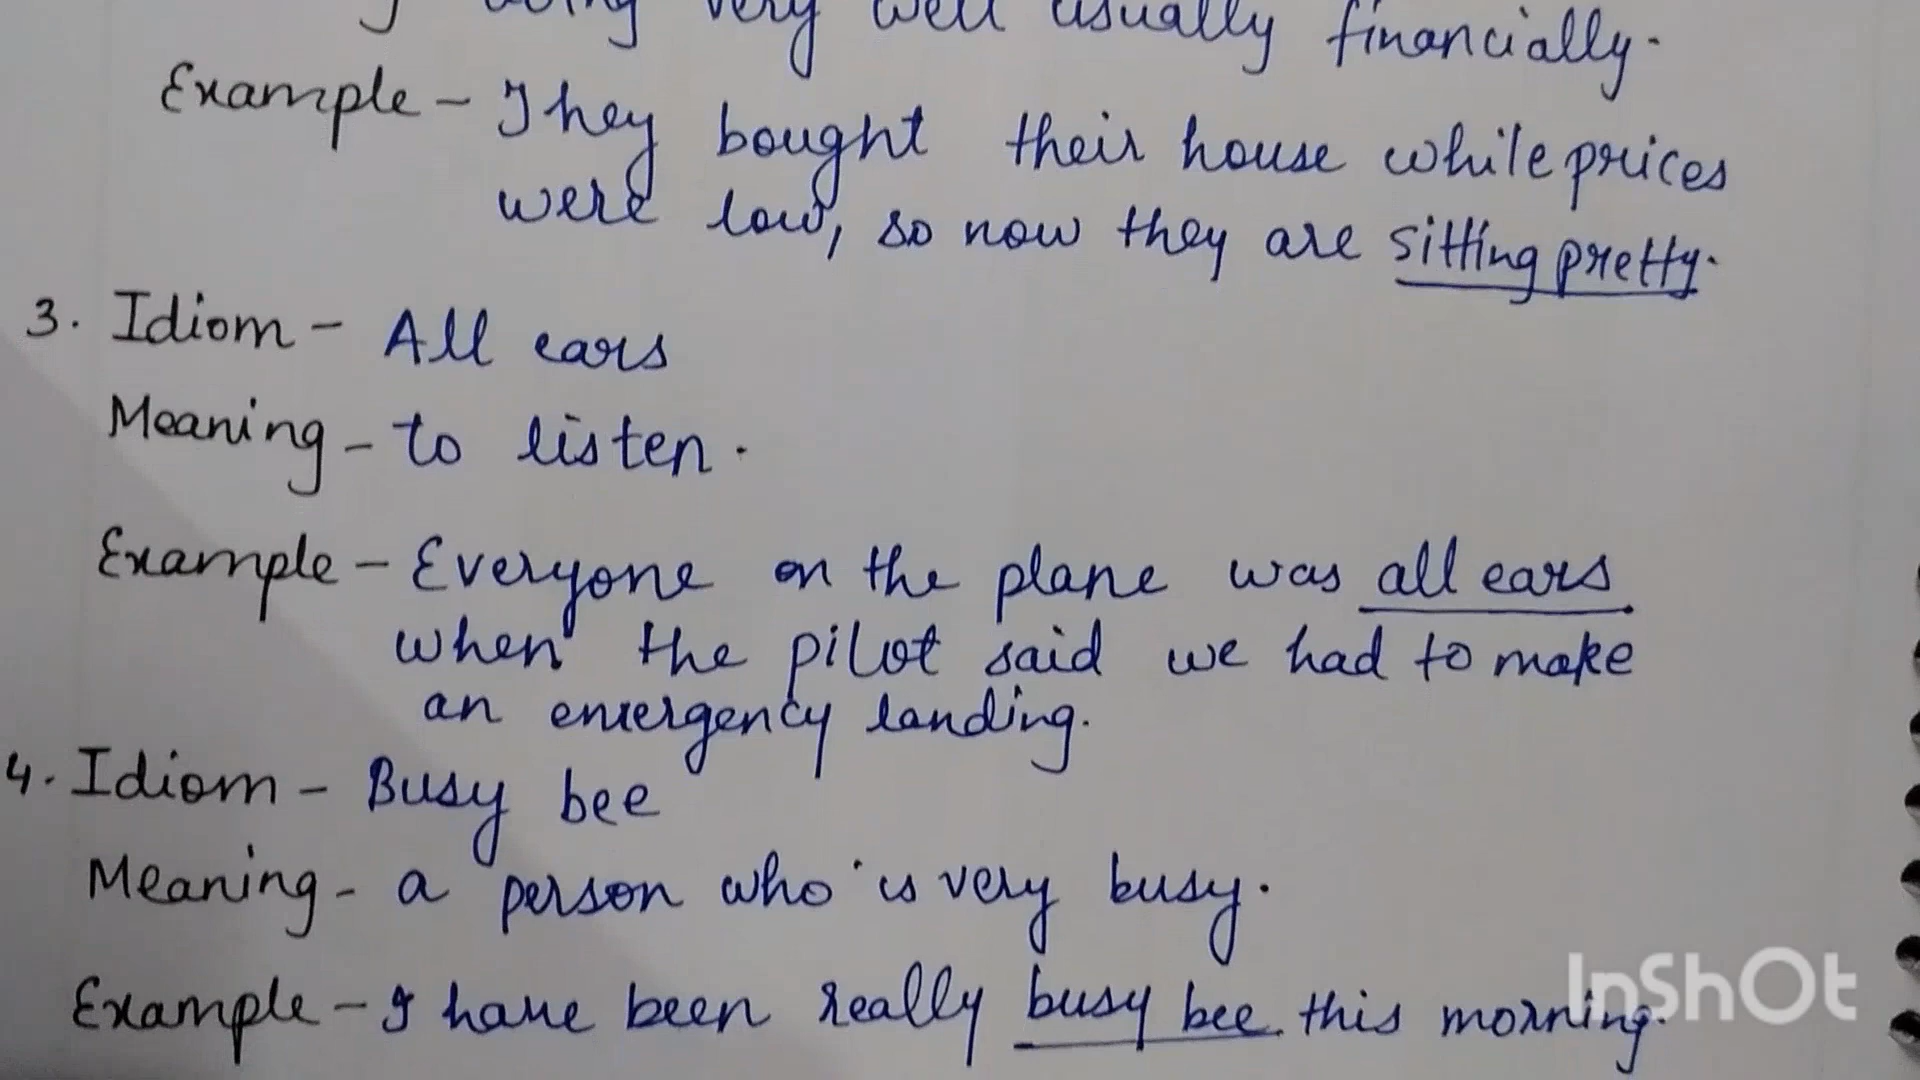 doing very well usually financially.
Example - They bought their house while prices
were low, so now they are sitting pretty.
3. Idiom - All ears
Meaning - to listen.
Example - Everyone on the plane was all ears
when the pilot said we had to make
an emergency landing.
4. Idiom - Busy bee
Meaning - a person who is very busy.
Example - I have been really busy bee this morning.
InShOt